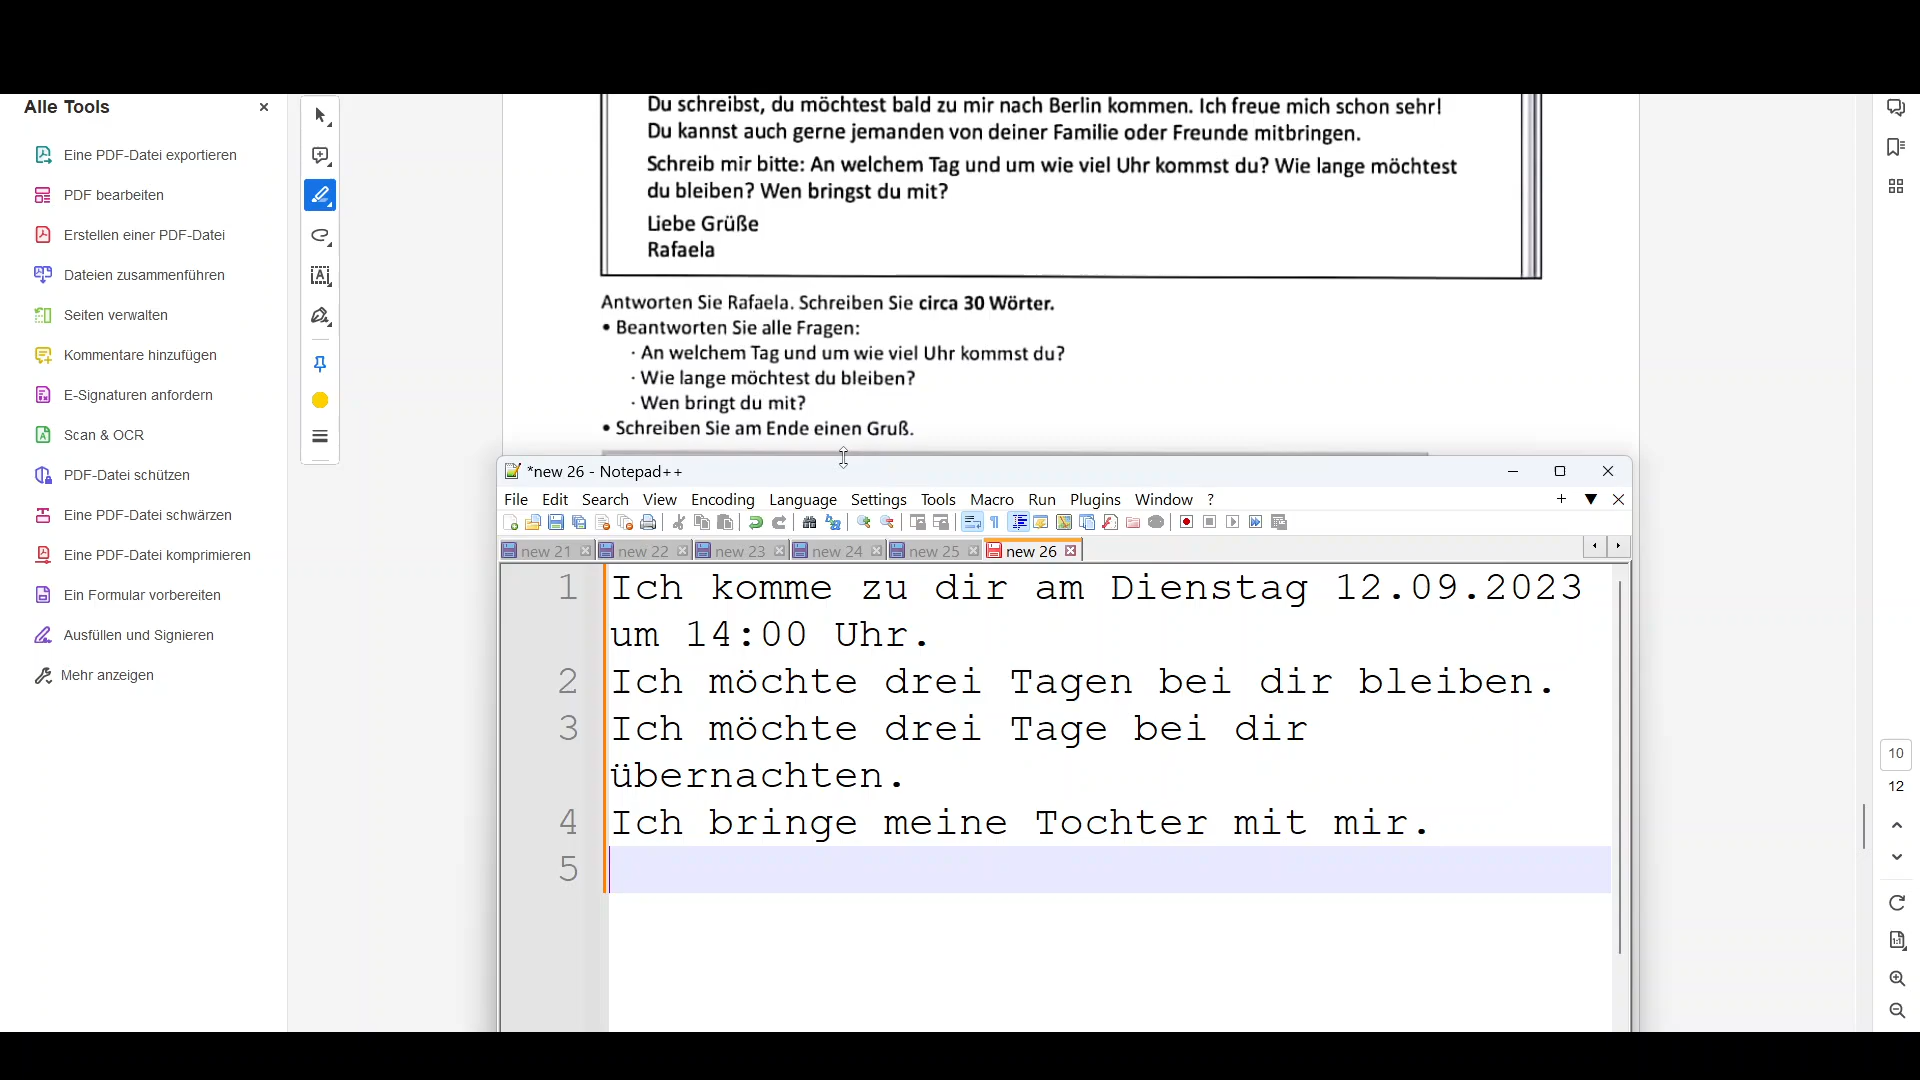 Alle Tools
Eine PDF-Datei exportieren
PDF bearbeiten
Erstellen einer PDF-Datei
Dateien zusammenführen
Seiten verwalten
Kommentare hinzufügen
E-Signaturen anfordern
Scan & OCR
PDF-Datei schützen
Eine PDF-Datei schwärzen
Eine PDF-Datei komprimieren
Ein Formular vorbereiten
Ausfüllen und Signieren
Mehr anzeigen
Du schreibst, du möchtest bald zu mir nach Berlin kommen. Ich freue mich schon sehr!
Du kannst auch gerne jemanden von deiner Familie oder Freunde mitbringen.
Schreib mir bitte: An welchem Tag und um wie viel Uhr kommst du? Wie lange möchtest
du bleiben? Wen bringst du mit?
Liebe Grüße
Rafaela
Antworten Sie Rafaela. Schreiben Sie circa 30 Wörter.
• Beantworten Sie alle Fragen:
· An welchem Tag und um wie viel Uhr kommst du?
· Wie lange möchtest du bleiben?
· Wen bringt du mit?
• Schreiben Sie am Ende einen Gruß.
*new 26 - Notepad++
File Edit Search View Encoding Language Settings Tools Macro Run Plugins Window ?
new 21 new 22 new 23 new 24 new 25 new 26
1 Ich komme zu dir am Dienstag 12.09.2023
um 14:00 Uhr.
2 Ich möchte drei Tagen bei dir bleiben.
3 Ich möchte drei Tage bei dir
übernachten.
4 Ich bringe meine Tochter mit mir.
5
10
12